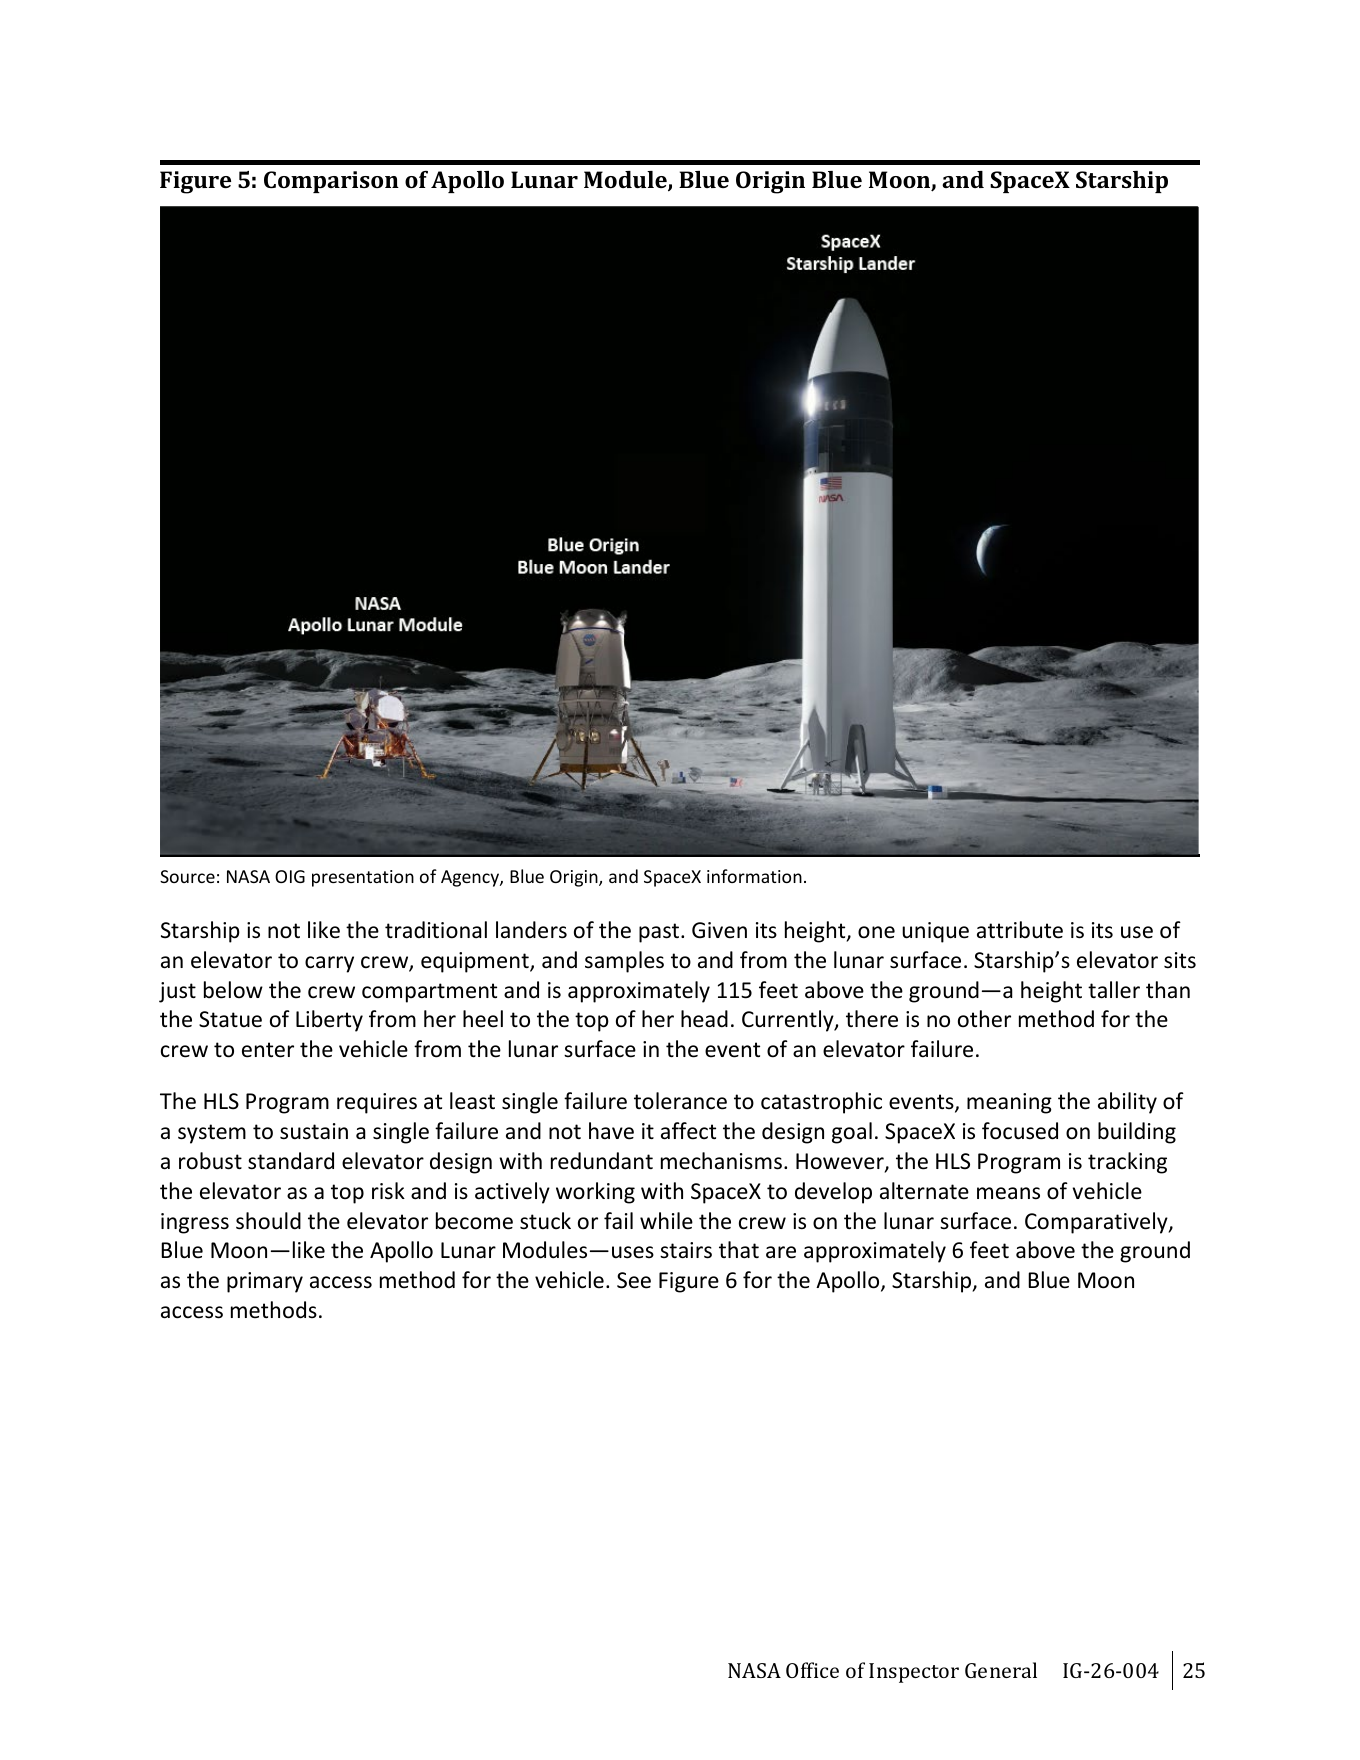 Figure 5: Comparison of Apollo Lunar Module, Blue Origin Blue Moon, and SpaceX Starship
SpaceX
Starship Lander
Blue Origin
Blue Moon Lander
NASA
Apollo Lunar Module
NASA
Source: NASA OIG presentation of Agency, Blue Origin, and SpaceX information.
Starship is not like the traditional landers of the past. Given its height, one unique attribute is its use of
an elevator to carry crew, equipment, and samples to and from the lunar surface. Starship’s elevator sits
just below the crew compartment and is approximately 115 feet above the ground—a height taller than
the Statue of Liberty from her heel to the top of her head. Currently, there is no other method for the
crew to enter the vehicle from the lunar surface in the event of an elevator failure.
The HLS Program requires at least single failure tolerance to catastrophic events, meaning the ability of
a system to sustain a single failure and not have it affect the design goal. SpaceX is focused on building
a robust standard elevator design with redundant mechanisms. However, the HLS Program is tracking
the elevator as a top risk and is actively working with SpaceX to develop alternate means of vehicle
ingress should the elevator become stuck or fail while the crew is on the lunar surface. Comparatively,
Blue Moon—like the Apollo Lunar Modules—uses stairs that are approximately 6 feet above the ground
as the primary access method for the vehicle. See Figure 6 for the Apollo, Starship, and Blue Moon
access methods.
NASA Office of Inspector General IG-26-004 25